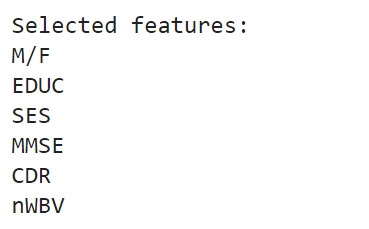 Selected features:
M/F
EDUC
SES
MMSE
CDR
nWBV